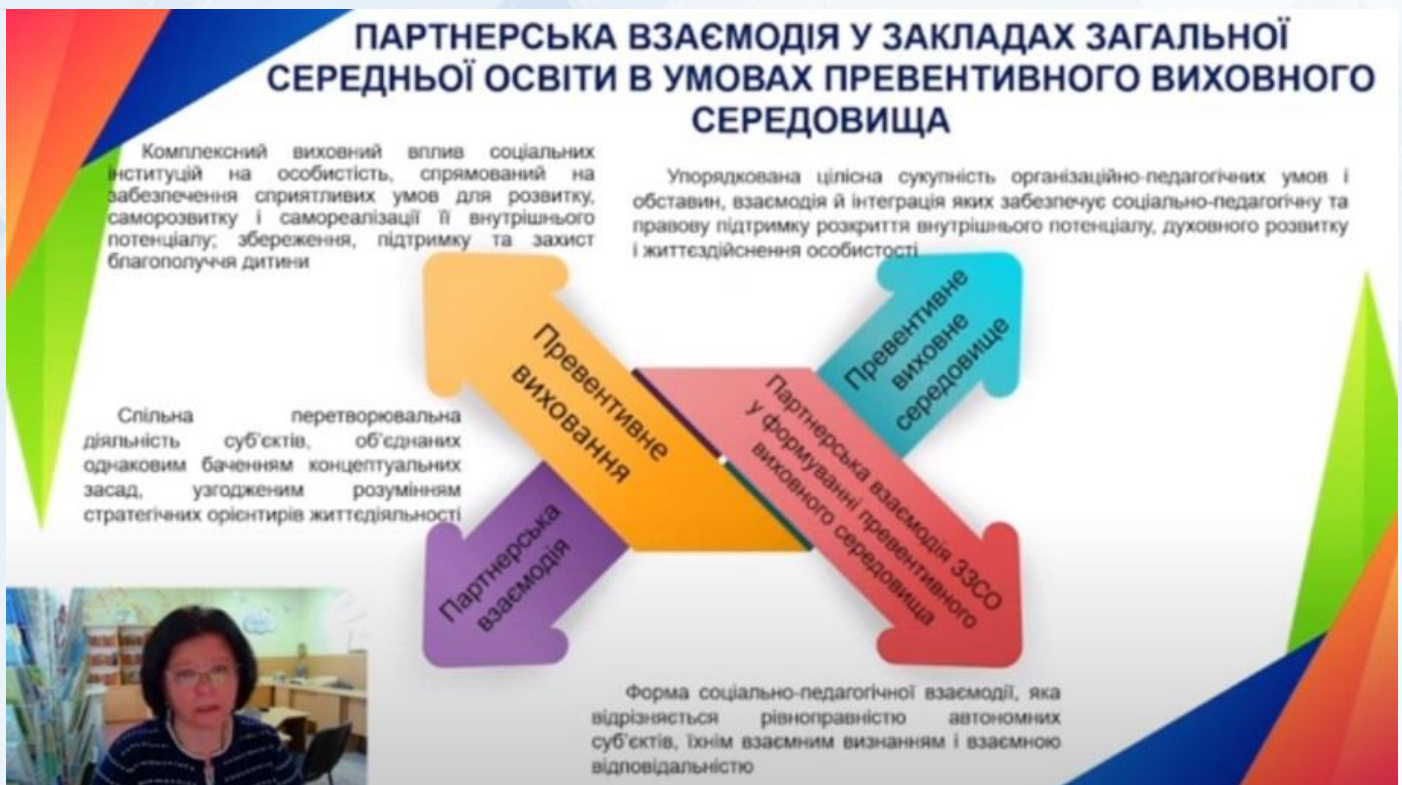 ПАРТНЕРСЬКА ВЗАЄМОДІЯ У ЗАКЛАДАХ ЗАГАЛЬНОЇ
СЕРЕДНЬОЇ ОСВІТИ В УМОВАХ ПРЕВЕНТИВНОГО ВИХОВНОГО
СЕРЕДОВИЩА
Комплексний виховний вплив соціальних
інституцій на особистість, спрямований на
забезпечення сприятливих умов для розвитку,
саморозвитку і самореалізації її внутрішнього
потенціалу; збереження, підтримку та захист
благополуччя дитини
Упорядкована цілісна сукупність організаційно-педагогічних умов і
обставин, взаємодія й інтеграція яких забезпечує соціально-педагогічну та
правову підтримку розкриття внутрішнього потенціалу, духовного розвитку
і життєздійснення особистості
Превентивне
виховання
Превентивне
виховне
середовище
Спільна перетворювальна
діяльність суб'єктів, об'єднаних
однаковим баченням концептуальних
засад, узгодженим розумінням
стратегічних орієнтирів життєдіяльності
Партнерська
взаємодія
Партнерська взаємодія ЗЗСО
у формуванні превентивного
виховного середовища
Форма соціально-педагогічної взаємодії, яка
відрізняється рівноправністю автономних
суб'єктів, їхнім взаємним визнанням і взаємною
відповідальністю